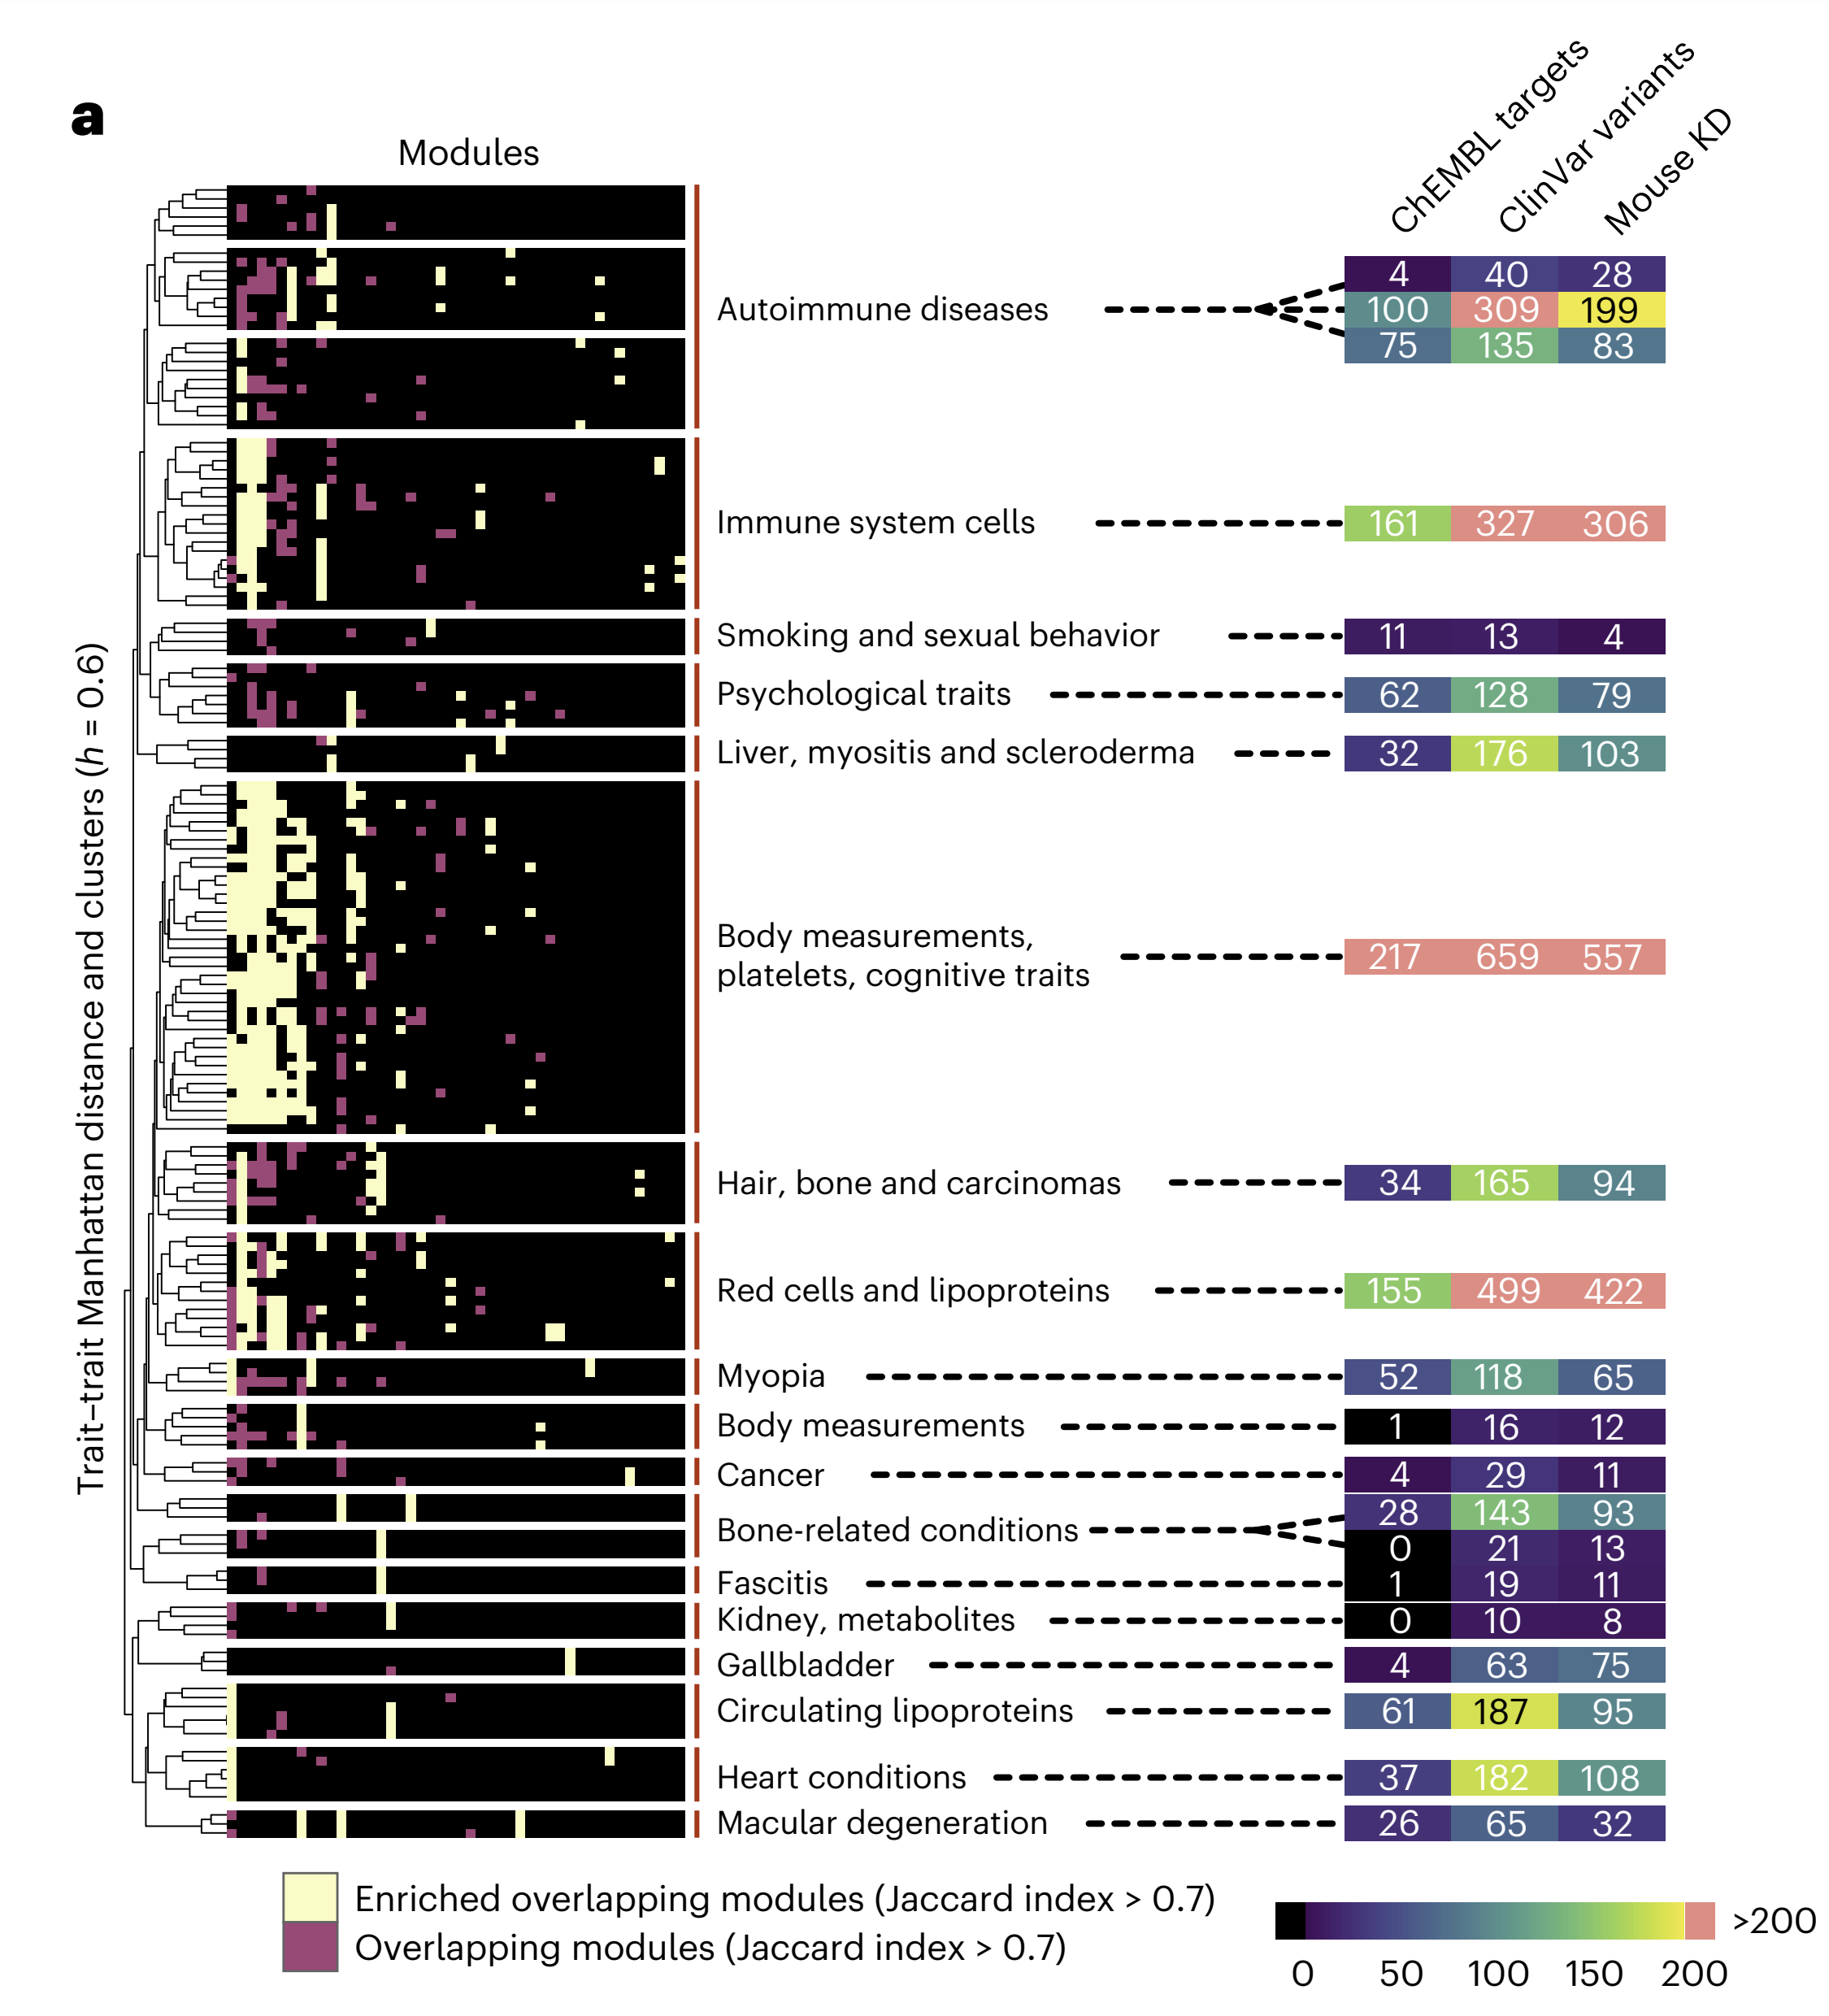 a
Modules
ChEMBL targets
ClinVar variants
Mouse KD
Trait–trait Manhattan distance and clusters (h = 0.6)
Autoimmune diseases
4 40 28
100 309 199
75 135 83
Immune system cells 161 327 306
Smoking and sexual behavior 11 13 4
Psychological traits 62 128 79
Liver, myositis and scleroderma 32 176 103
Body measurements,
platelets, cognitive traits
217 659 557
Hair, bone and carcinomas 34 165 94
Red cells and lipoproteins 155 499 422
Myopia 52 118 65
Body measurements 1 16 12
Cancer 4 29 11
Bone-related conditions
28 143 93
0 21 13
Fascitis 1 19 11
Kidney, metabolites 0 10 8
Gallbladder 4 63 75
Circulating lipoproteins 61 187 95
Heart conditions 37 182 108
Macular degeneration 26 65 32
Enriched overlapping modules (Jaccard index > 0.7)
Overlapping modules (Jaccard index > 0.7)
>200
0 50 100 150 200